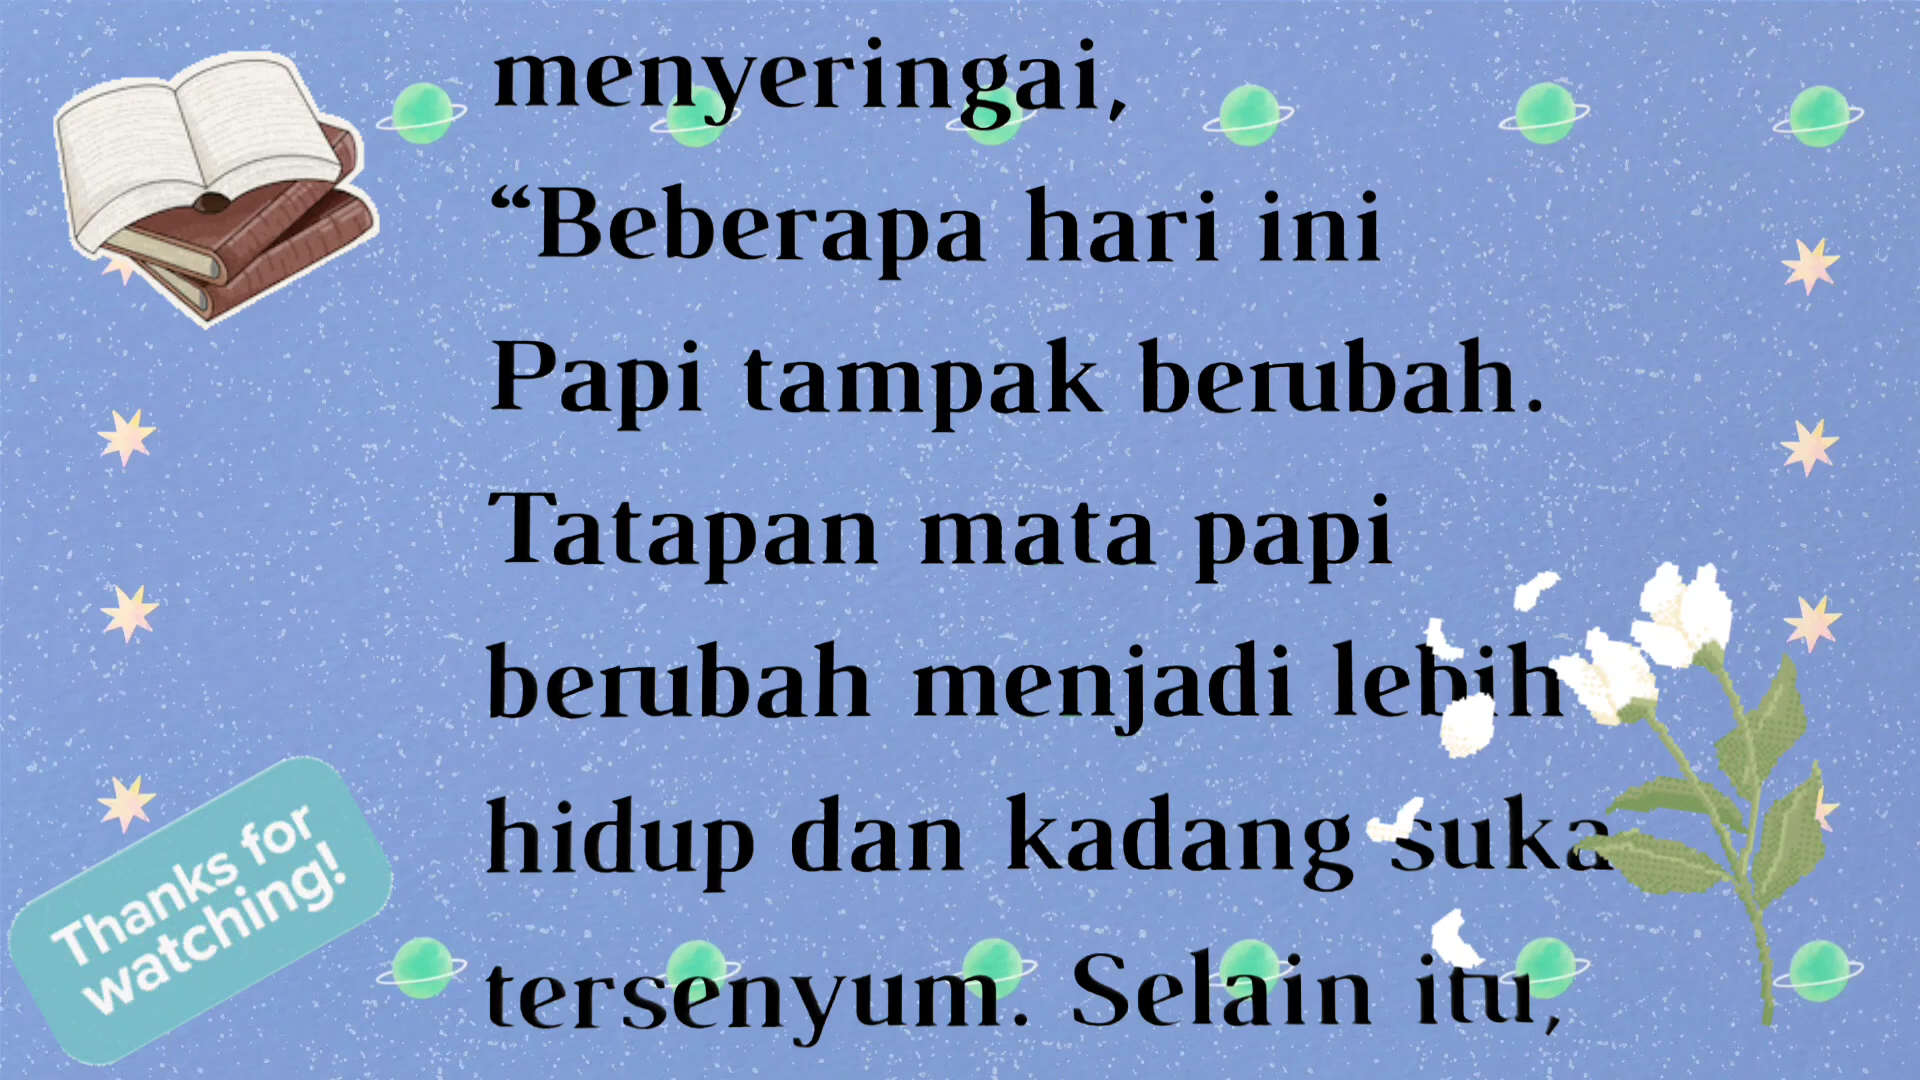 menyeringai,
“Beberapa hari ini
Papi tampak berubah.
Tatapan mata papi
berubah menjadi lebih
hidup dan kadang suka
tersenyum. Selain itu,
Thanks for
watching!